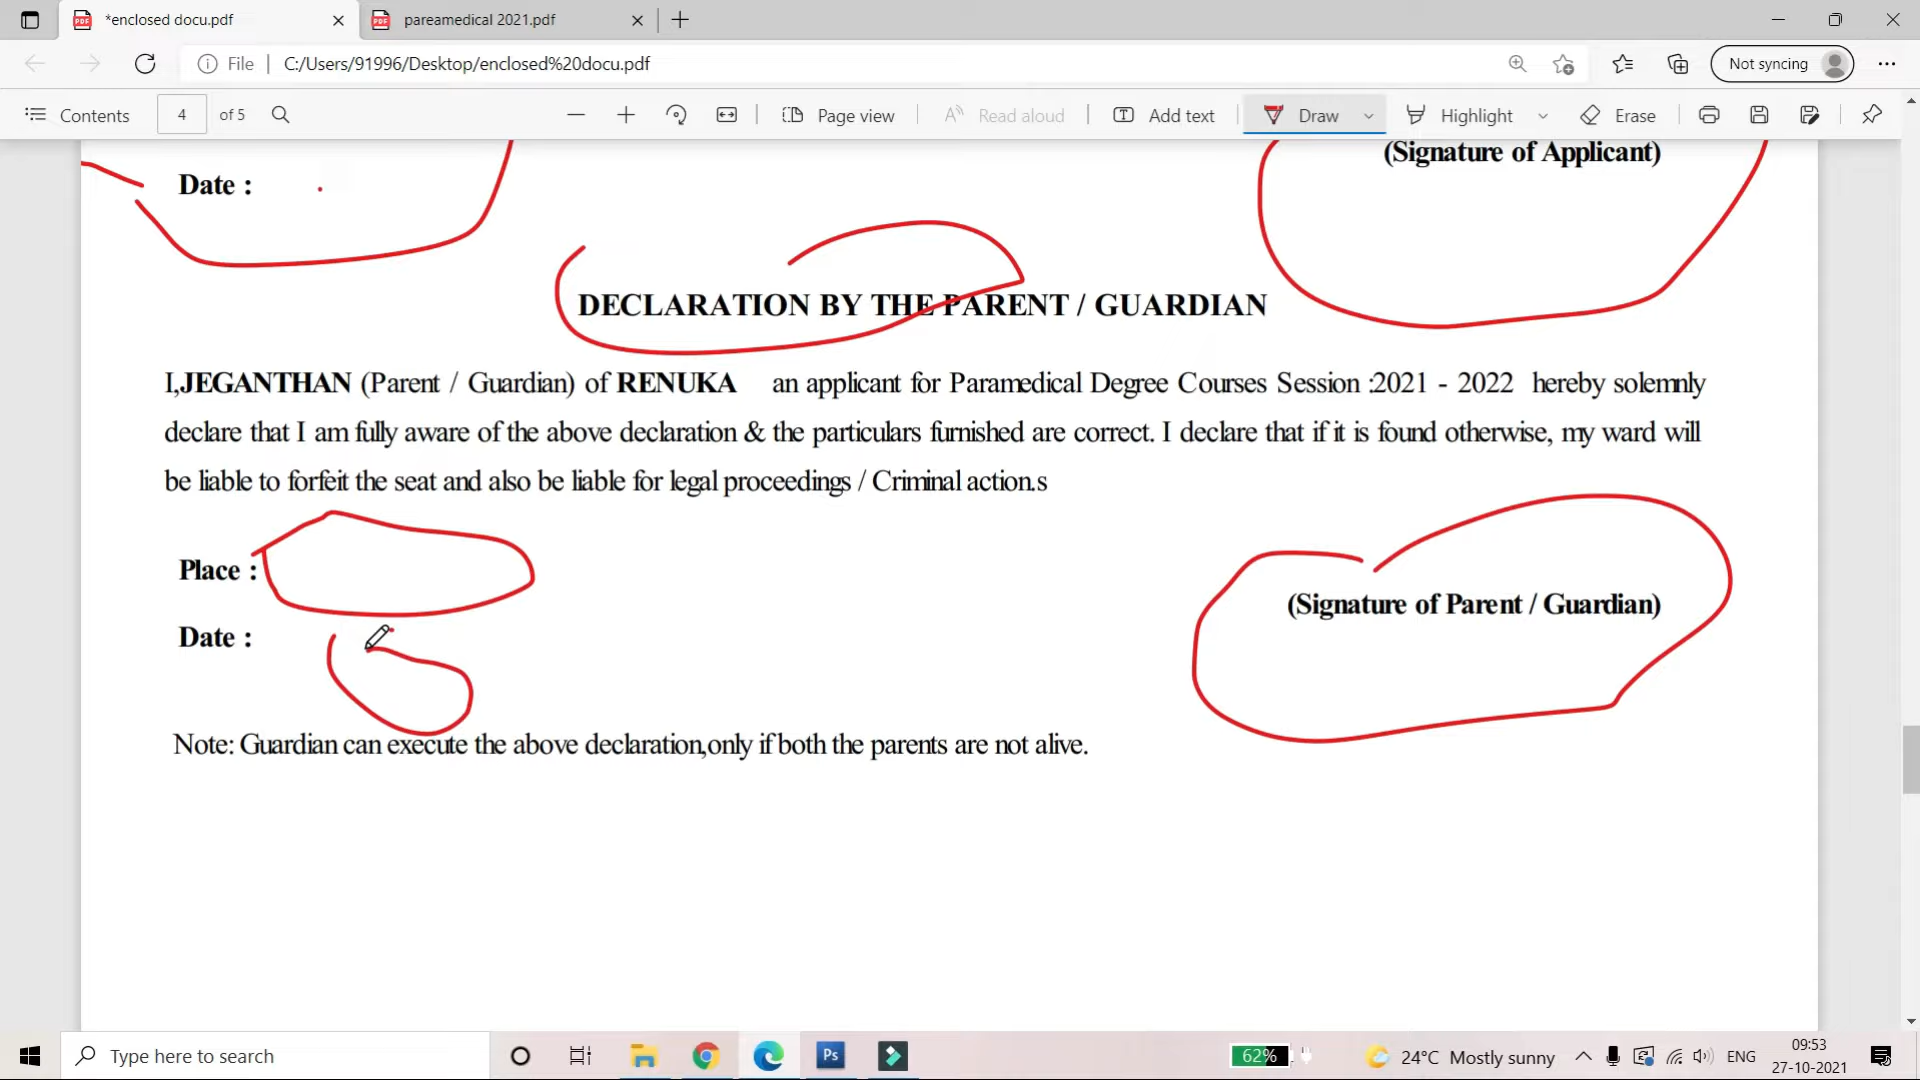 *enclosed docu.pdf
pareamedical 2021.pdf
File
C:/Users/91996/Desktop/enclosed%20docu.pdf
Not syncing
Contents
4 of 5
Page view
Read aloud
Add text
Draw
Highlight
Erase
(Signature of Applicant)
Date :
DECLARATION BY THE PARENT / GUARDIAN
I,JEGANTHAN (Parent / Guardian) of RENUKA an applicant for Paramedical Degree Courses Session :2021 - 2022 hereby solemnly
declare that I am fully aware of the above declaration & the particulars furnished are correct. I declare that if it is found otherwise, my ward will
be liable to forfeit the seat and also be liable for legal proceedings / Criminal action.s
Place :
(Signature of Parent / Guardian)
Date :
Note: Guardian can execute the above declaration,only if both the parents are not alive.
Type here to search
Ps
62%
24°C Mostly sunny
ENG
09:53
27-10-2021